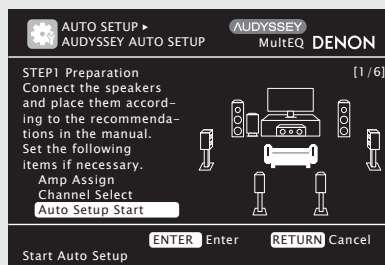 AUTO SETUP ▸
AUDYSSEY AUTO SETUP
AUDYSSEY
MultEQ DENON
STEP1 Preparation
[1/6]
Connect the speakers
and place them accord-
ing to the recommenda-
tions in the manual.
Set the following
items if necessary.
Amp Assign
Channel Select
Auto Setup Start
ENTER Enter RETURN Cancel
Start Auto Setup